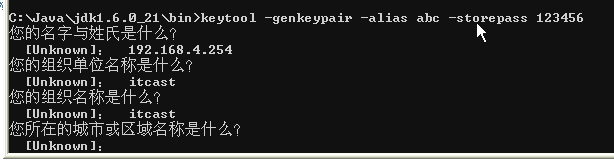 C:\Java\jdk1.6.0_21\bin>keytool -genkeypair -alias abc -storepass 123456
您的名字与姓氏是什么?
[Unknown]: 192.168.4.254
您的组织单位名称是什么?
[Unknown]: itcast
您的组织名称是什么?
[Unknown]: itcast
您所在的城市或区域名称是什么?
[Unknown]: